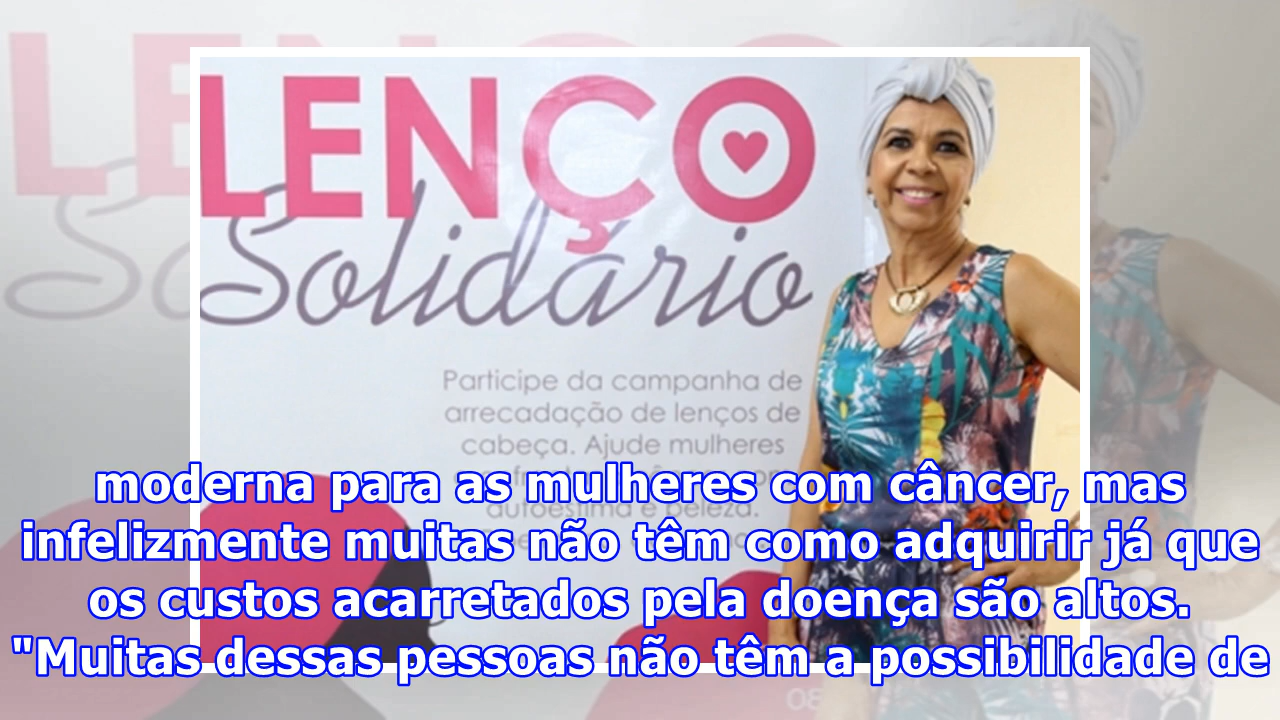 LENÇO
Solidário
Participe da campanha de
arrecadação de lenços de
cabeça. Ajude mulheres
autoestima e beleza.
moderna para as mulheres com câncer, mas
infelizmente muitas não têm como adquirir já que
os custos acarretados pela doença são altos.
"Muitas dessas pessoas não têm a possibilidade de